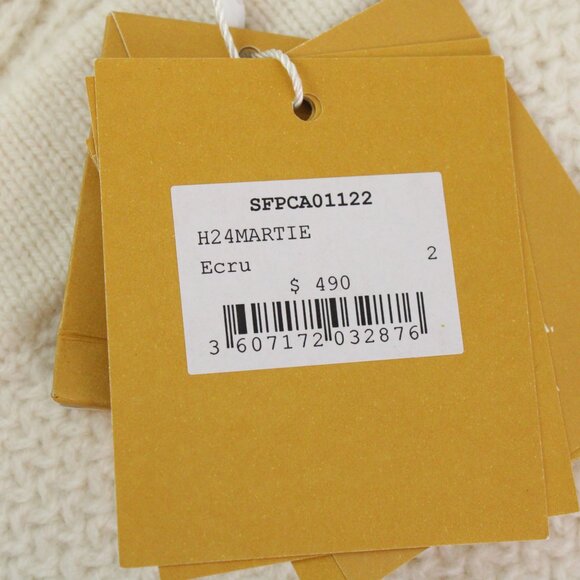 SFPCA01122
H24MARTIE
Ecru 2
$ 490
3 607172 032876